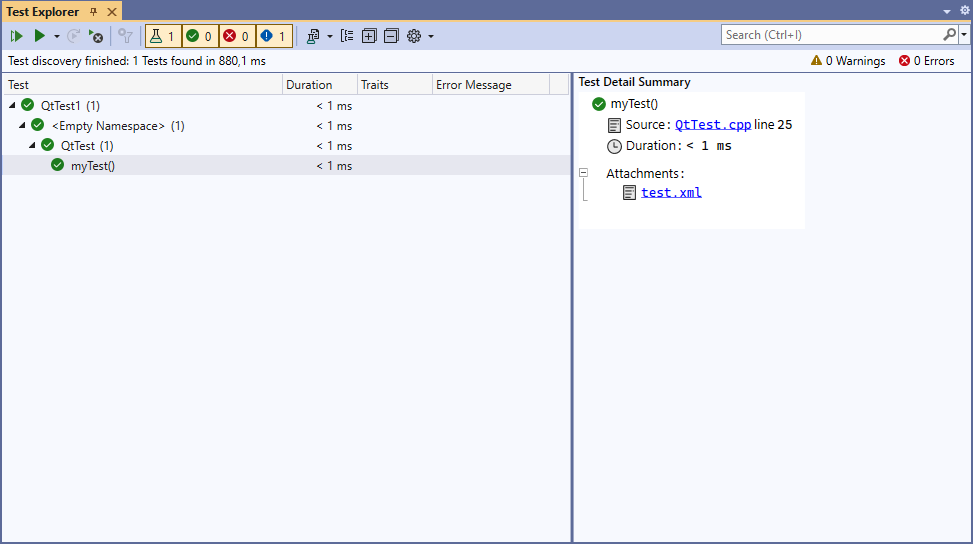 Test Explorer
1 0 0 1
Search (Ctrl+I)
Test discovery finished: 1 Tests found in 880,1 ms
0 Warnings 0 Errors
Test Duration Traits Error Message
QtTest1 (1) < 1 ms
<Empty Namespace> (1) < 1 ms
QtTest (1) < 1 ms
myTest() < 1 ms
Test Detail Summary
myTest()
Source: QtTest.cpp line 25
Duration: < 1 ms
Attachments:
test.xml